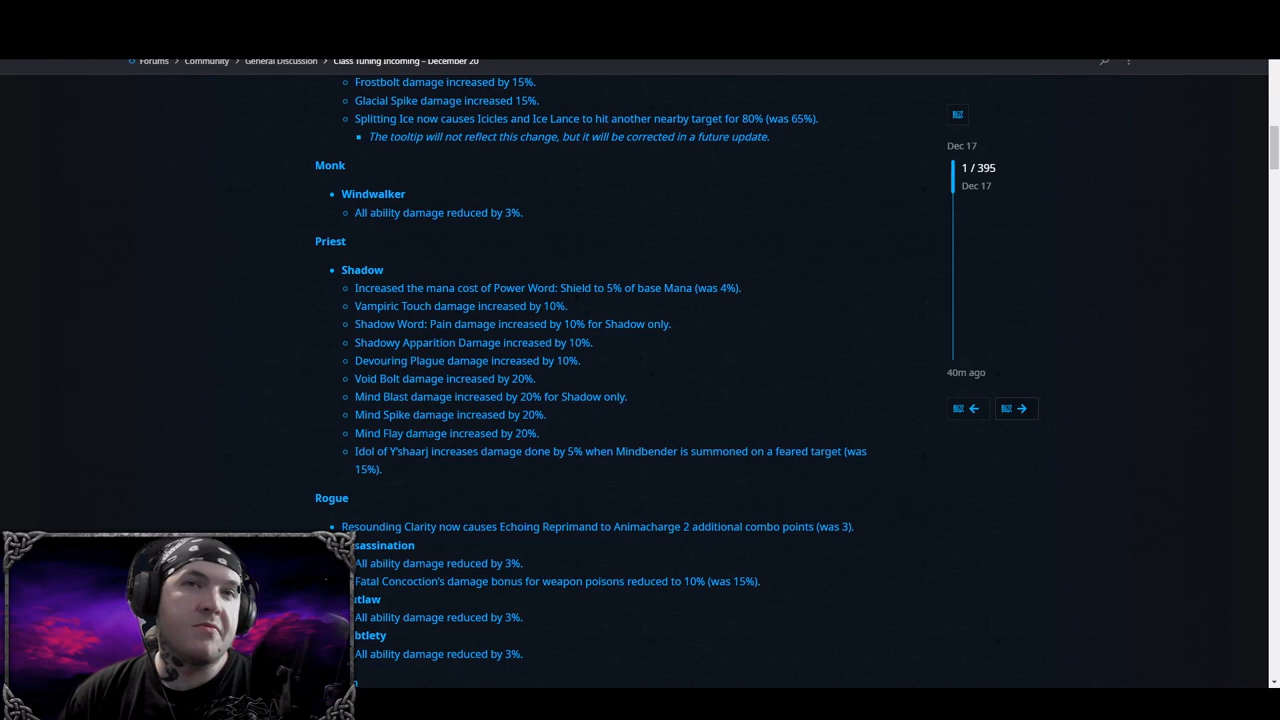 Forums > Community > General Discussion > Class Tuning Incoming – December 20
Frostbolt damage increased by 15%.
Glacial Spike damage increased 15%.
Splitting Ice now causes Icicles and Ice Lance to hit another nearby target for 80% (was 65%).
The tooltip will not reflect this change, but it will be corrected in a future update.
Monk
Windwalker
All ability damage reduced by 3%.
Priest
Shadow
Increased the mana cost of Power Word: Shield to 5% of base Mana (was 4%).
Vampiric Touch damage increased by 10%.
Shadow Word: Pain damage increased by 10% for Shadow only.
Shadowy Apparition Damage increased by 10%.
Devouring Plague damage increased by 10%.
Void Bolt damage increased by 20%.
Mind Blast damage increased by 20% for Shadow only.
Mind Spike damage increased by 20%.
Mind Flay damage increased by 20%.
Idol of Y'shaarj increases damage done by 5% when Mindbender is summoned on a feared target (was
15%).
Rogue
Resounding Clarity now causes Echoing Reprimand to Animacharge 2 additional combo points (was 3).
sassination
All ability damage reduced by 3%.
Fatal Concoction's damage bonus for weapon poisons reduced to 10% (was 15%).
utlaw
All ability damage reduced by 3%.
btlety
All ability damage reduced by 3%.
BLIZZ
Dec 17
1 / 395
Dec 17
40m ago
BLIZZ
BLIZZ